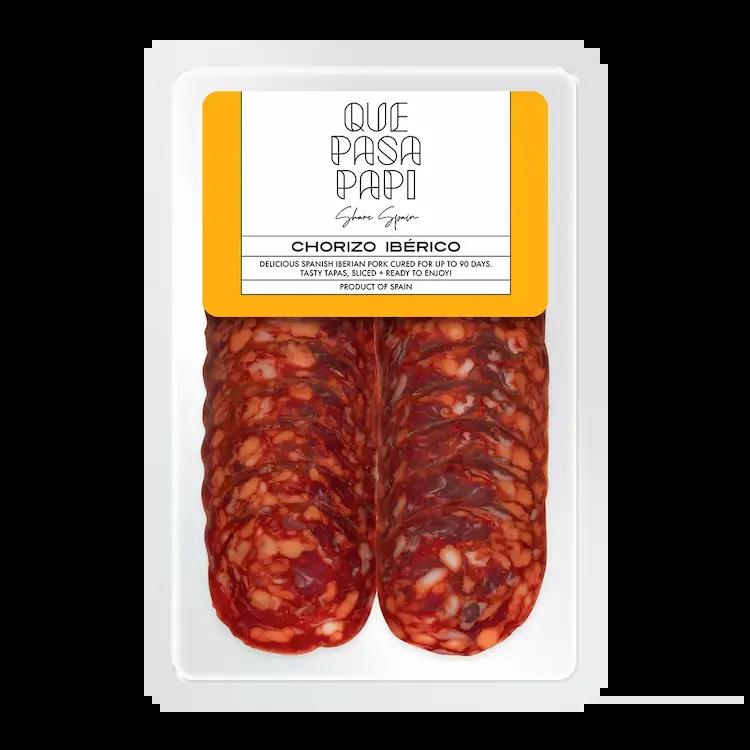 QUE
PASA
PAPI
Share Spain
CHORIZO IBÉRICO
DELICIOUS SPANISH IBERIAN PORK CURED FOR UP TO 90 DAYS.
TASTY TAPAS, SLICED + READY TO ENJOY!
PRODUCT OF SPAIN